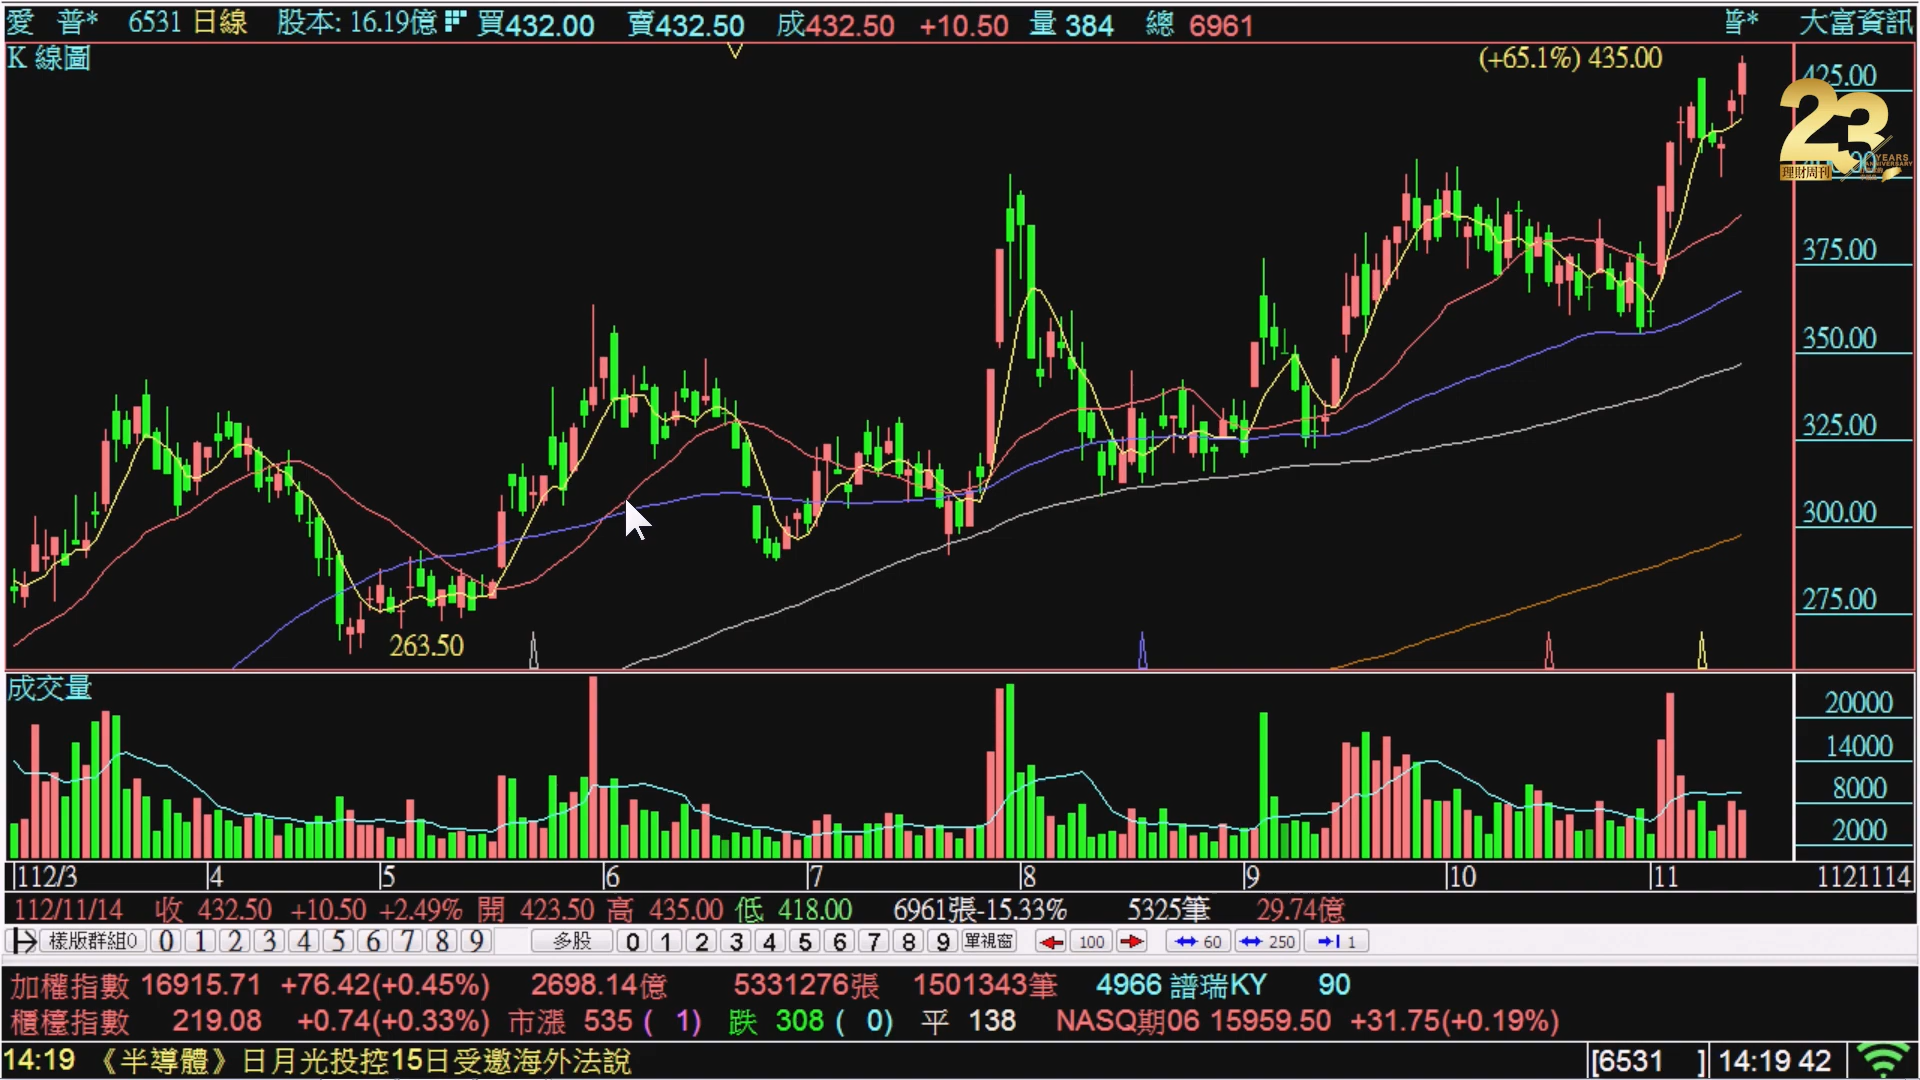 愛 普* 6531 日線 股本: 16.19億 買432.00 賣432.50 成432.50 +10.50 量 384 總 6961 普* 大富資訊
K 線圖
(+65.1%) 435.00
425.00
23
YEARS
ANNIVERSARY
理財周刊
375.00
350.00
325.00
300.00
275.00
263.50
成交量
20000
14000
8000
2000
112/3 4 5 6 7 8 9 10 11 1121114
112/11/14 收 432.50 +10.50 +2.49% 開 423.50 高 435.00 低 418.00 6961張-15.33% 5325筆 29.74億
樣版群組0 0 1 2 3 4 5 6 7 8 9 多股 0 1 2 3 4 5 6 7 8 9 單視窗 100 60 250 1
加權指數 16915.71 +76.42(+0.45%) 2698.14億 5331276張 1501343筆 4966 譜瑞KY 90
櫃檯指數 219.08 +0.74(+0.33%) 市漲 535 ( 1) 跌 308 ( 0) 平 138 NASQ期06 15959.50 +31.75(+0.19%)
14:19 《半導體》日月光投控15日受邀海外法說 [6531 ] 14:19 42